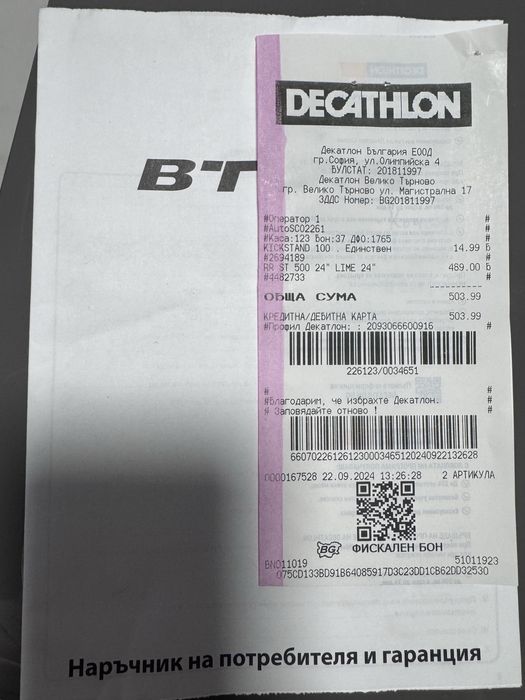 BT
DECATHLON
Декатлон България ЕООД
гр.София, ул.Олимпийска 4
БУЛСТАТ: 201811997
Декатлон Велико Търново
гр. Велико Търново ул. Магистрална 17
ЗДДС Номер: BG201811997
#Оператор 1 #
#AutoSCO2261 #
#Каса:123 Бон:37 ДФО:1765 #
KICKSTAND 100 . Единствен 14.99 Б
#2694189 #
RR ST 500 24" LIME 24" 489.00 Б
#4482733 #
ОБЩА СУМА 503.99
КРЕДИТНА/ДЕБИТНА КАРТА 503.99
#Профил Декатлон: : 2093066600916 #
226123/0034651
# #
#Благодарим, че избрахте Декатлон. #
# Заповядайте отново ! #
660702261261230003465120240922132628
0000167528 22.09.2024 13:26:28 2 АРТИКУЛА
BG ФИСКАЛЕН БОН
BN011019 51011923
075CD133BD91B64085917D3C23DD1CB62DD32530
Наръчник на потребителя и гаранция